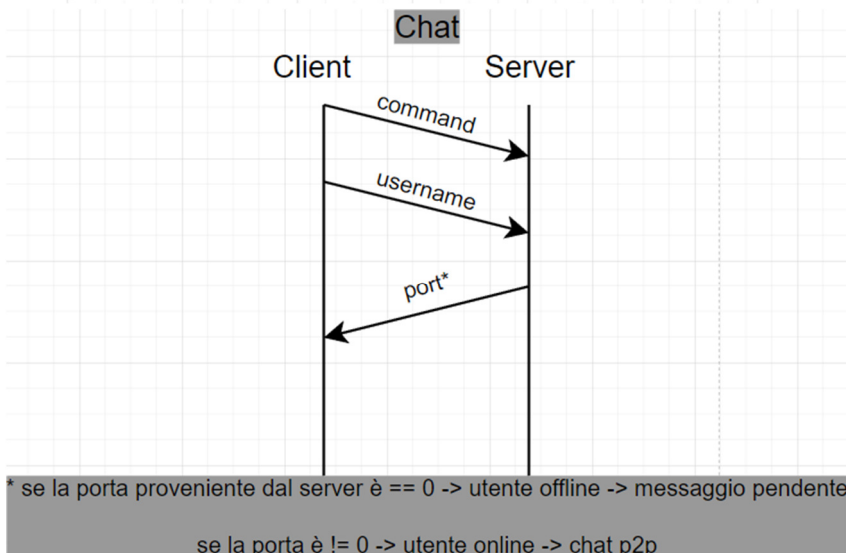 Chat
Client Server
command
username
port*
* se la porta proveniente dal server è == 0 -> utente offline -> messaggio pendente
se la porta è != 0 -> utente online -> chat p2p